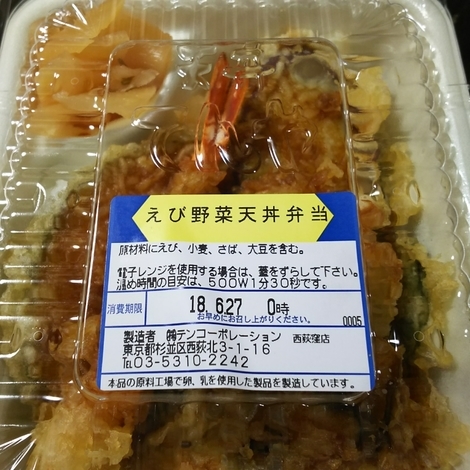 えび野菜天丼弁当
原材料にえび、小麦、さば、大豆を含む。
電子レンジを使用する場合は、蓋をずらして下さい。
温め時間の目安は、500W1分30秒です。
消費期限 18. 6.27 0時
お早めにお召し上がりください。 0005
製造者 ㈱テンコーポレーション 西荻窪店
東京都杉並区西荻北3-1-16
℡03-5310-2242
本品の原料工場で卵、乳を使用した製品を製造しています。